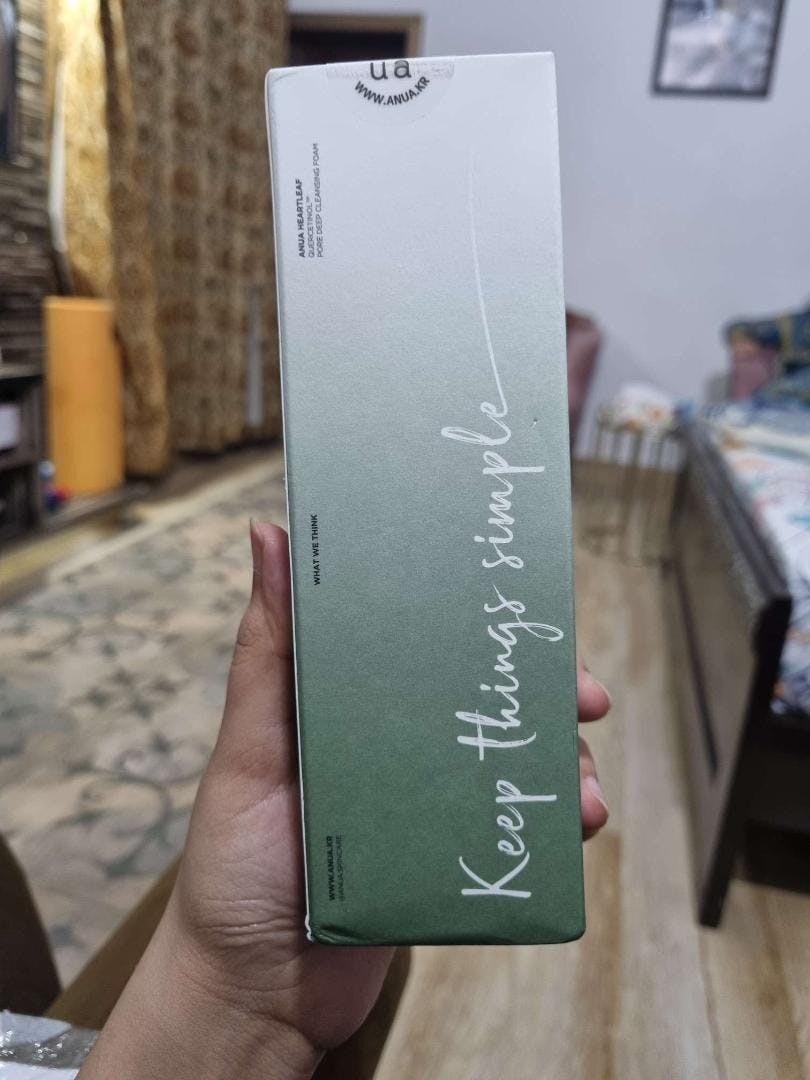 ua
WWW.ANUA.KR
ANUA HEARTLEAF
QUERCETINOL™
PORE DEEP CLEANSING FOAM
WHAT WE THINK
Keep things simple
WWW.ANUA.KR
@ANUA.SKINCARE